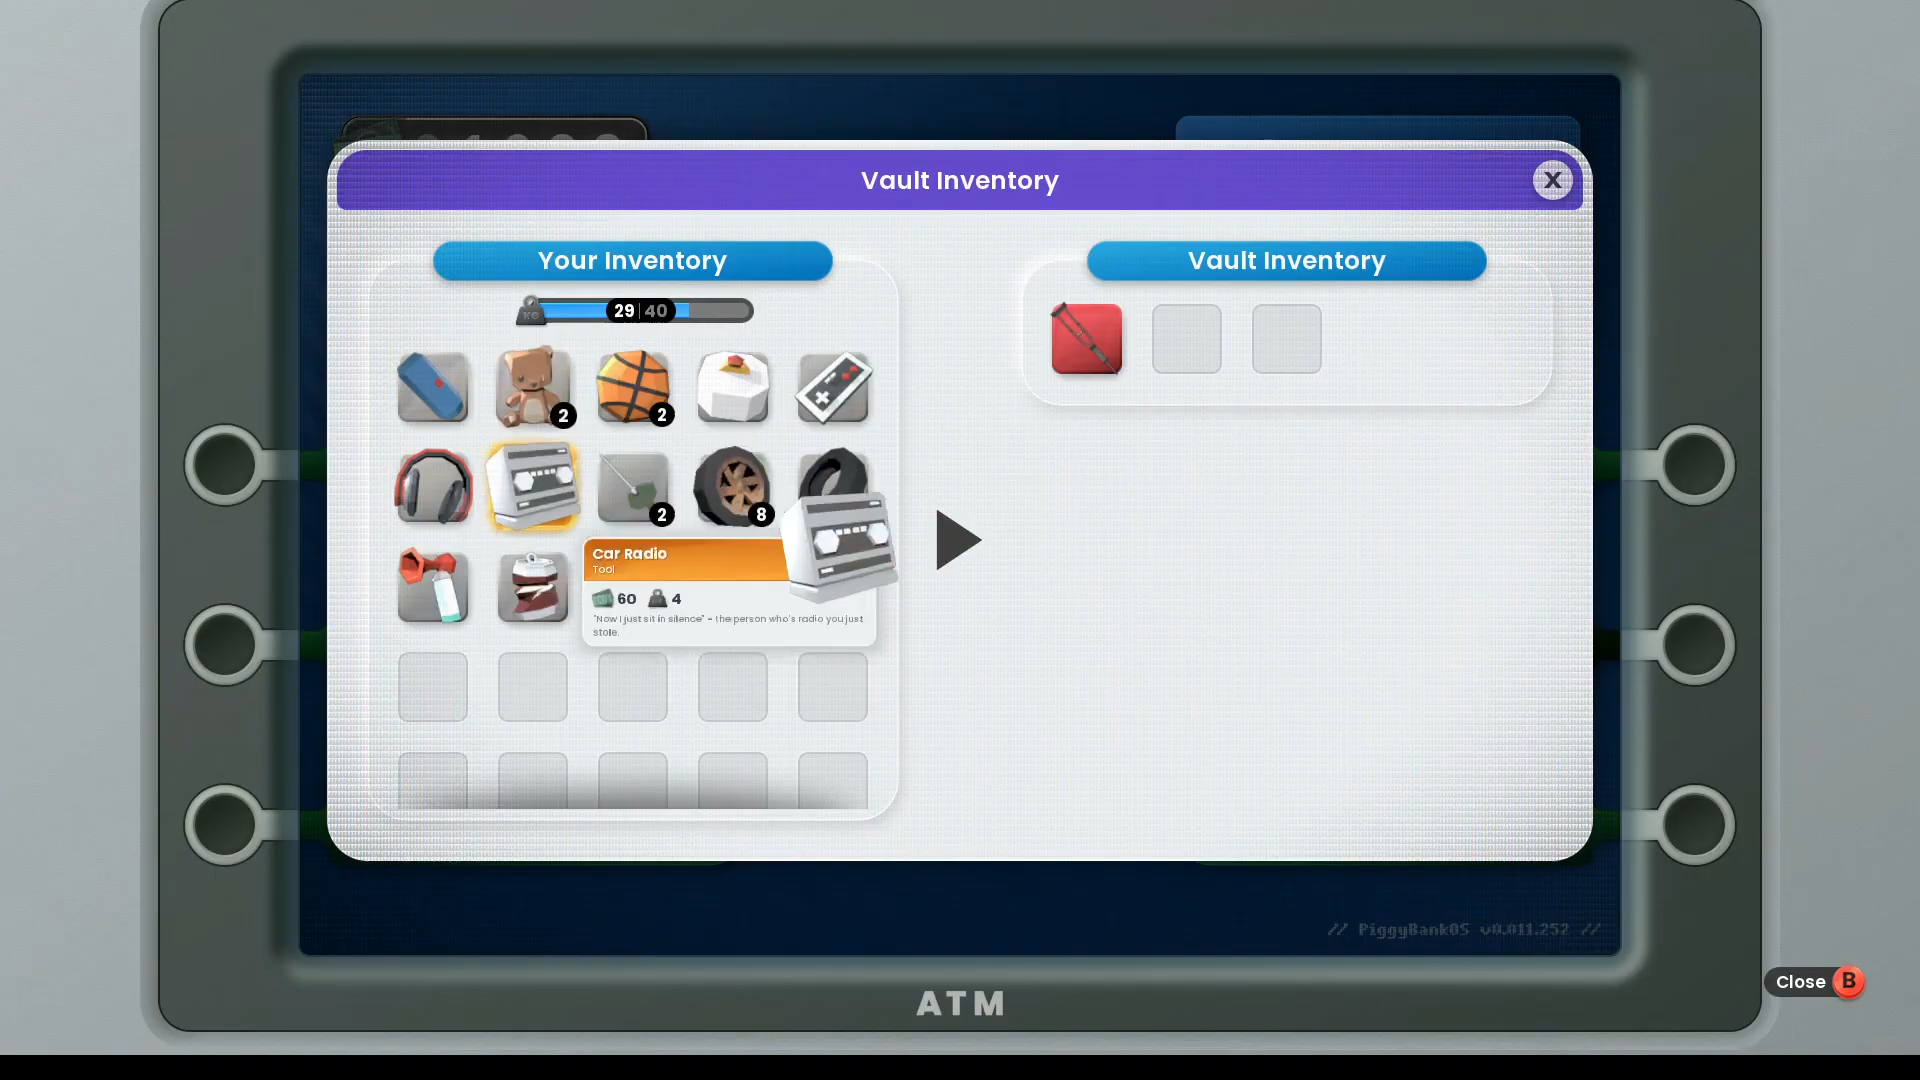 Vault Inventory
X
Your Inventory
Vault Inventory
KG
29 | 40
2
2
2
8
Car Radio
Tool
60
4
"Now I just sit in silence" - the person who's radio you just
stole.
// PiggyBankOS v0.011.252 //
Close B
ATM